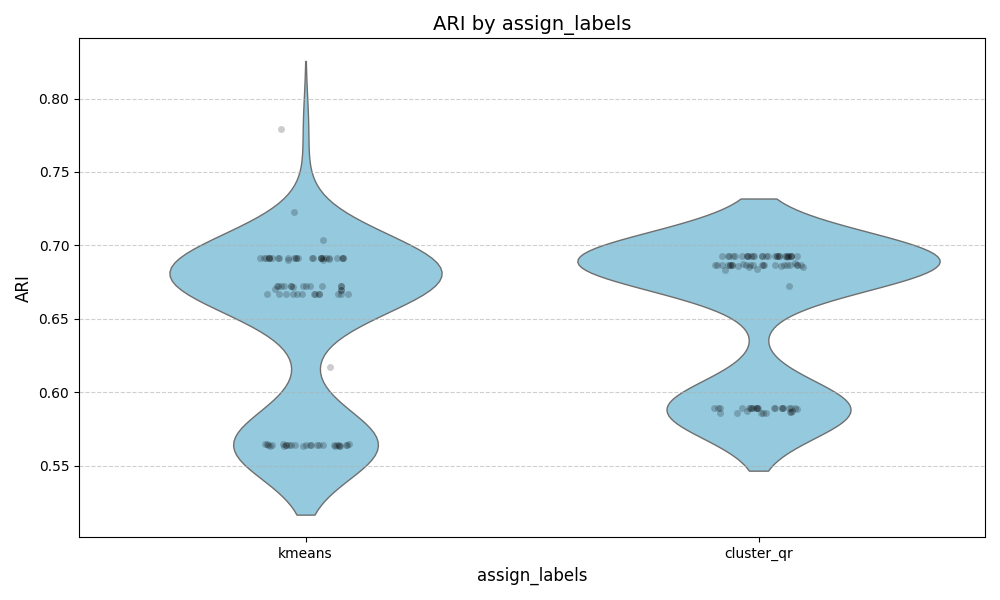 ARI by assign_labels
ARI
0.80
0.75
0.70
0.65
0.60
0.55
kmeans
cluster_qr
assign_labels